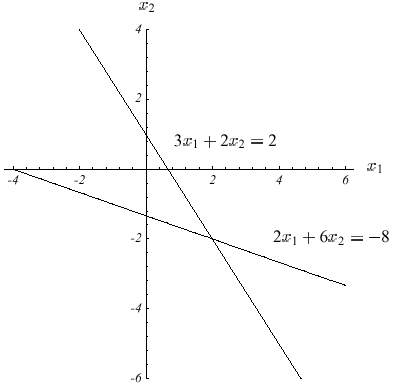 x₂
4
2
3x₁ + 2x₂ = 2
-4 -2 2 4 6 x₁
-2
2x₁ + 6x₂ = −8
-4
-6